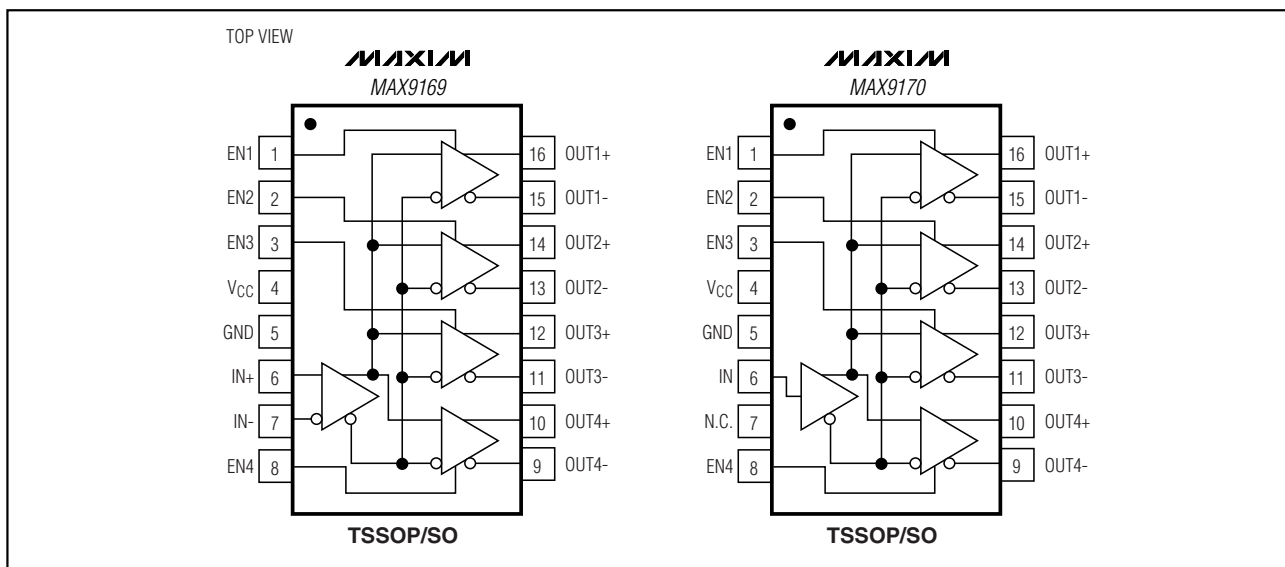 TOP VIEW
MAXIM
MAX9169
EN1 1
16 OUT1+
EN2 2
15 OUT1-
EN3 3
14 OUT2+
VCC 4
13 OUT2-
GND 5
12 OUT3+
IN+ 6
11 OUT3-
IN- 7
10 OUT4+
EN4 8
9 OUT4-
TSSOP/SO
MAXIM
MAX9170
EN1 1
16 OUT1+
EN2 2
15 OUT1-
EN3 3
14 OUT2+
VCC 4
13 OUT2-
GND 5
12 OUT3+
IN 6
11 OUT3-
N.C. 7
10 OUT4+
EN4 8
9 OUT4-
TSSOP/SO